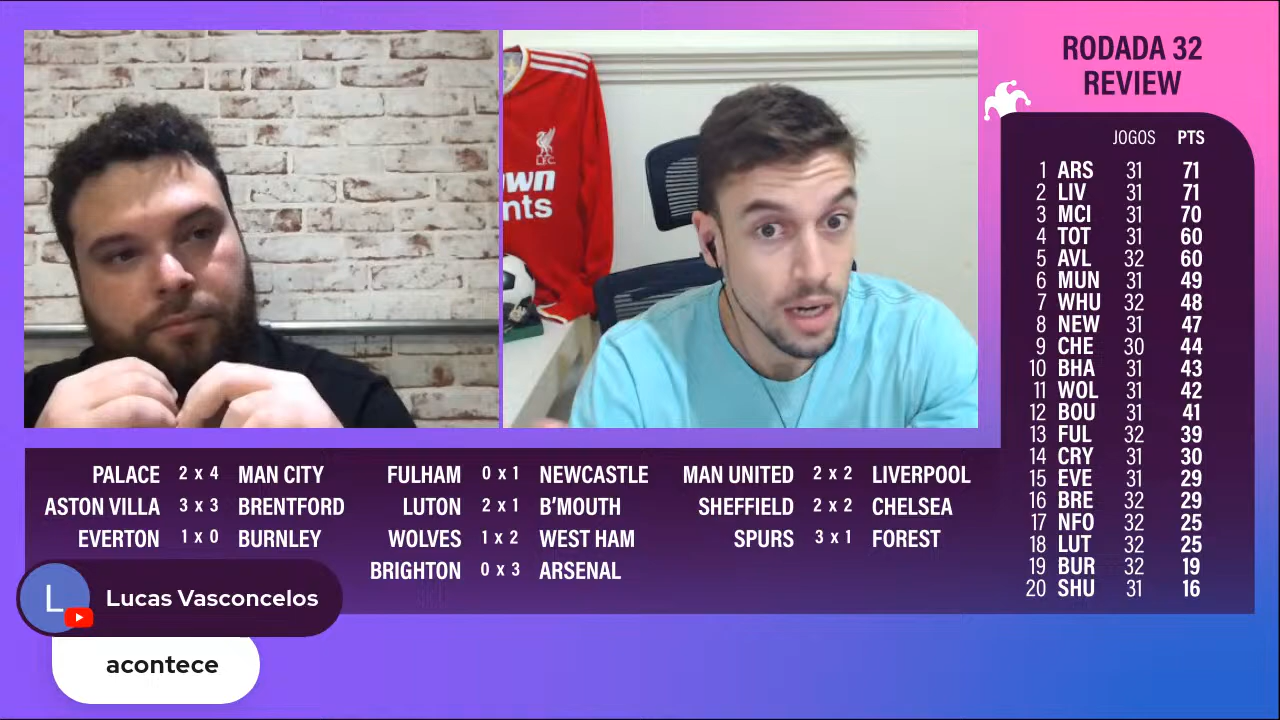 RODADA 32
REVIEW
JOGOS PTS
1 ARS 31 71
2 LIV 31 71
3 MCI 31 70
4 TOT 31 60
5 AVL 32 60
6 MUN 31 49
7 WHU 32 48
8 NEW 31 47
9 CHE 30 44
10 BHA 31 43
11 WOL 31 42
12 BOU 31 41
13 FUL 32 39
14 CRY 31 30
15 EVE 31 29
16 BRE 32 29
17 NFO 32 25
18 LUT 32 25
19 BUR 32 19
20 SHU 31 16
L.F.C.
wn
nts
PALACE 2 x 4 MAN CITY FULHAM 0 x 1 NEWCASTLE MAN UNITED 2 x 2 LIVERPOOL
ASTON VILLA 3 x 3 BRENTFORD LUTON 2 x 1 B'MOUTH SHEFFIELD 2 x 2 CHELSEA
EVERTON 1 x 0 BURNLEY WOLVES 1 x 2 WEST HAM SPURS 3 x 1 FOREST
BRIGHTON 0 x 3 ARSENAL
L Lucas Vasconcelos
acontece